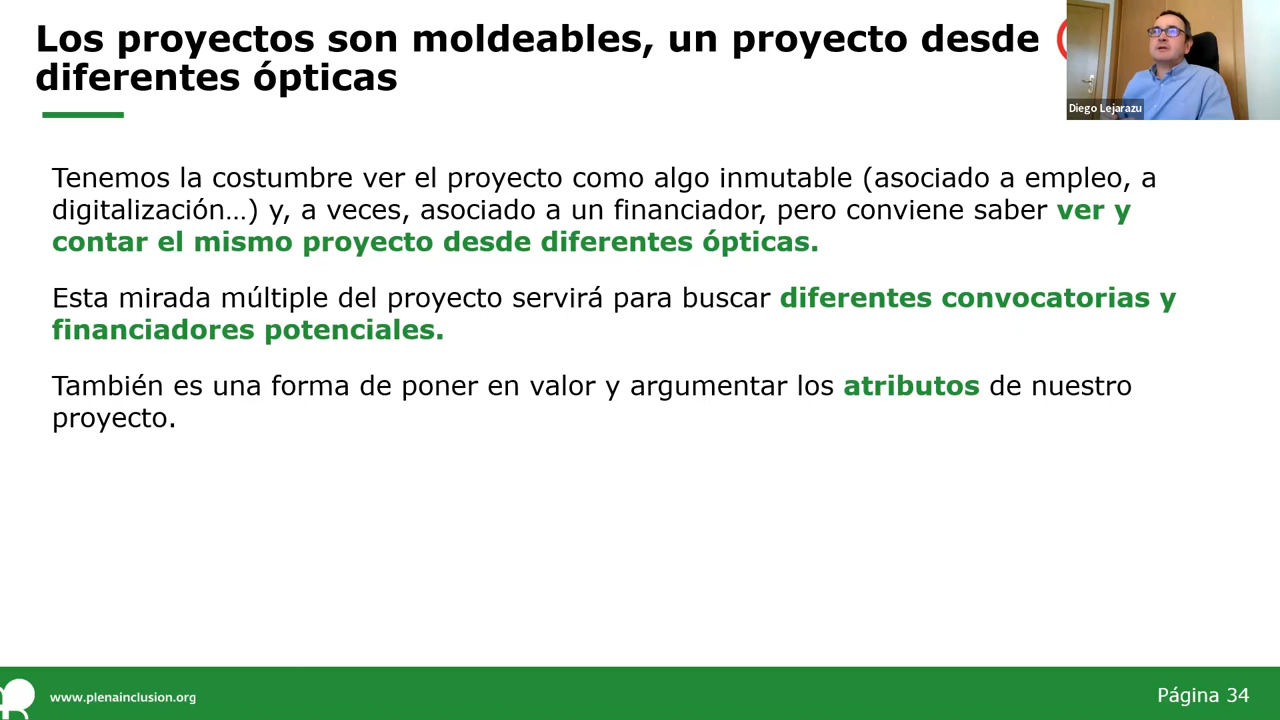 Los proyectos son moldeables, un proyecto desde
diferentes ópticas
Diego Lejarazu
Tenemos la costumbre ver el proyecto como algo inmutable (asociado a empleo, a
digitalización…) y, a veces, asociado a un financiador, pero conviene saber ver y
contar el mismo proyecto desde diferentes ópticas.
Esta mirada múltiple del proyecto servirá para buscar diferentes convocatorias y
financiadores potenciales.
También es una forma de poner en valor y argumentar los atributos de nuestro
proyecto.
www.plenainclusion.org
Página 34